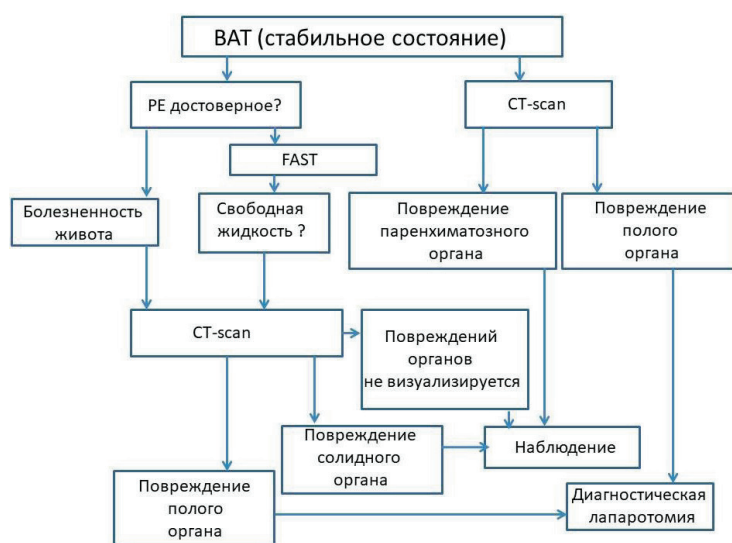 ВАТ (стабильное состояние)
РЕ достоверное?
CT-scan
FAST
Болезненность
живота
Свободная
жидкость ?
Повреждение
паренхиматозного
органа
Повреждение
полого
органа
CT-scan
Повреждений
органов
не визуализируется
Повреждение
солидного
органа
Наблюдение
Повреждение
полого
органа
Диагностическая
лапаротомия